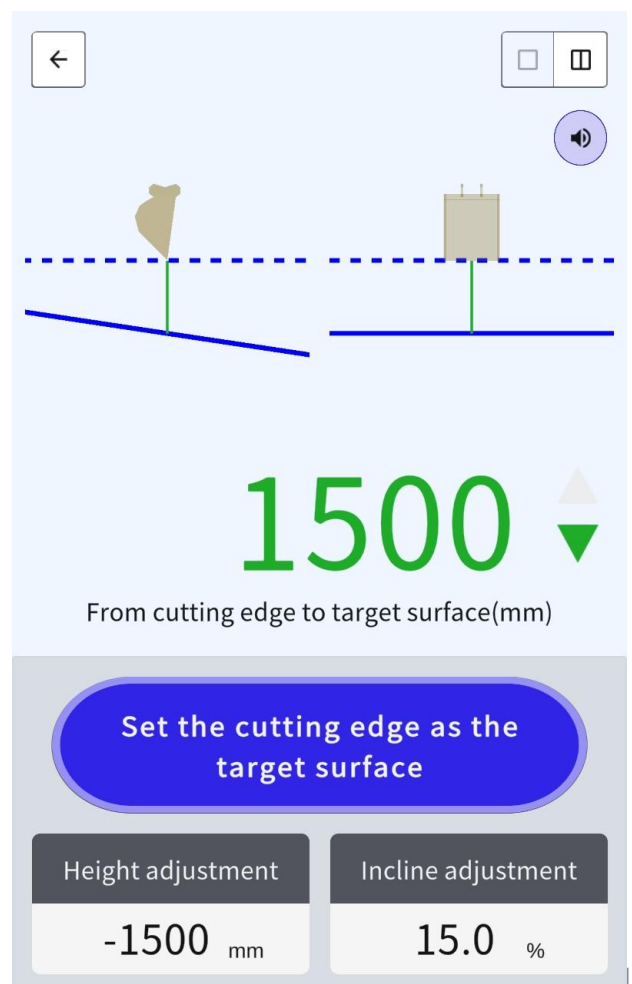 1500
From cutting edge to target surface(mm)
Set the cutting edge as the
target surface
Height adjustment
-1500 mm
Incline adjustment
15.0 %